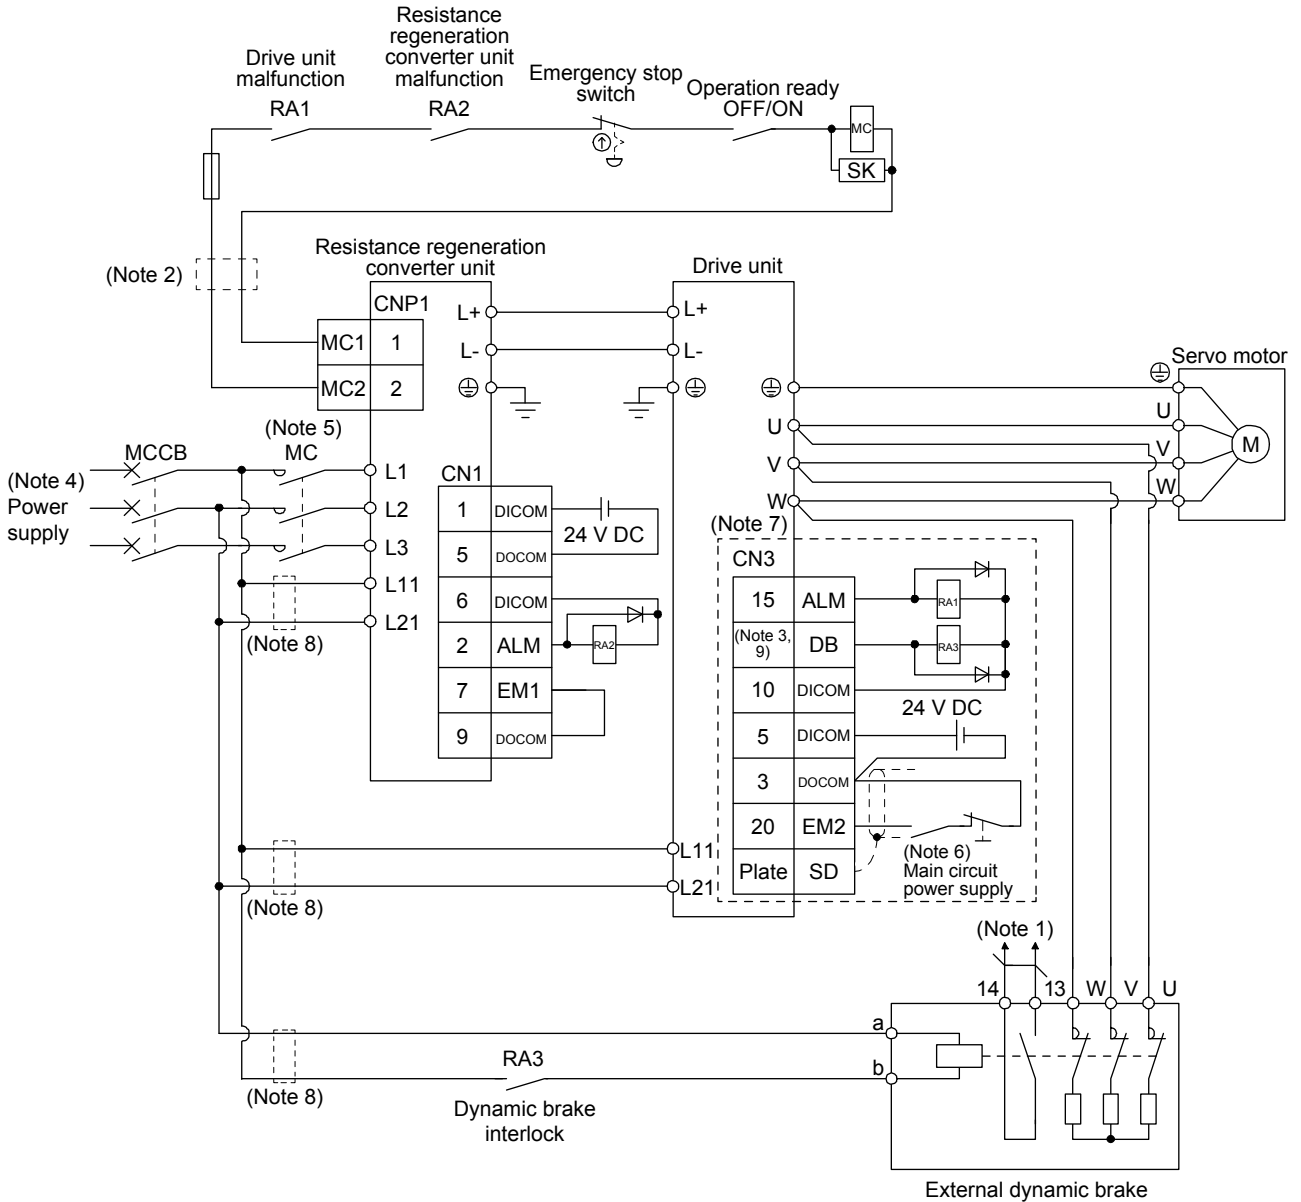 Resistance
regeneration
converter unit
malfunction
Drive unit
malfunction
Emergency stop
switch
Operation ready
OFF/ON
RA1
RA2
MC
SK
(Note 2)
Resistance regeneration
converter unit
Drive unit
CNP1
MC1
1
MC2
2
L+
L+
L-
L-
Servo motor
U
U
V
V
W
W
M
(Note 5)
MC
MCCB
(Note 4)
Power
supply
L1
L2
L3
L11
L21
(Note 8)
CN1
1
DICOM
5
DOCOM
6
DICOM
2
ALM
7
EM1
9
DOCOM
24 V DC
RA2
(Note 7)
CN3
15
ALM
(Note 3,
9)
DB
10
DICOM
5
DICOM
3
DOCOM
20
EM2
Plate
SD
RA1
RA3
24 V DC
(Note 6)
Main circuit
power supply
L11
L21
(Note 8)
(Note 1)
14
13
W
V
U
a
b
(Note 8)
RA3
Dynamic brake
interlock
External dynamic brake